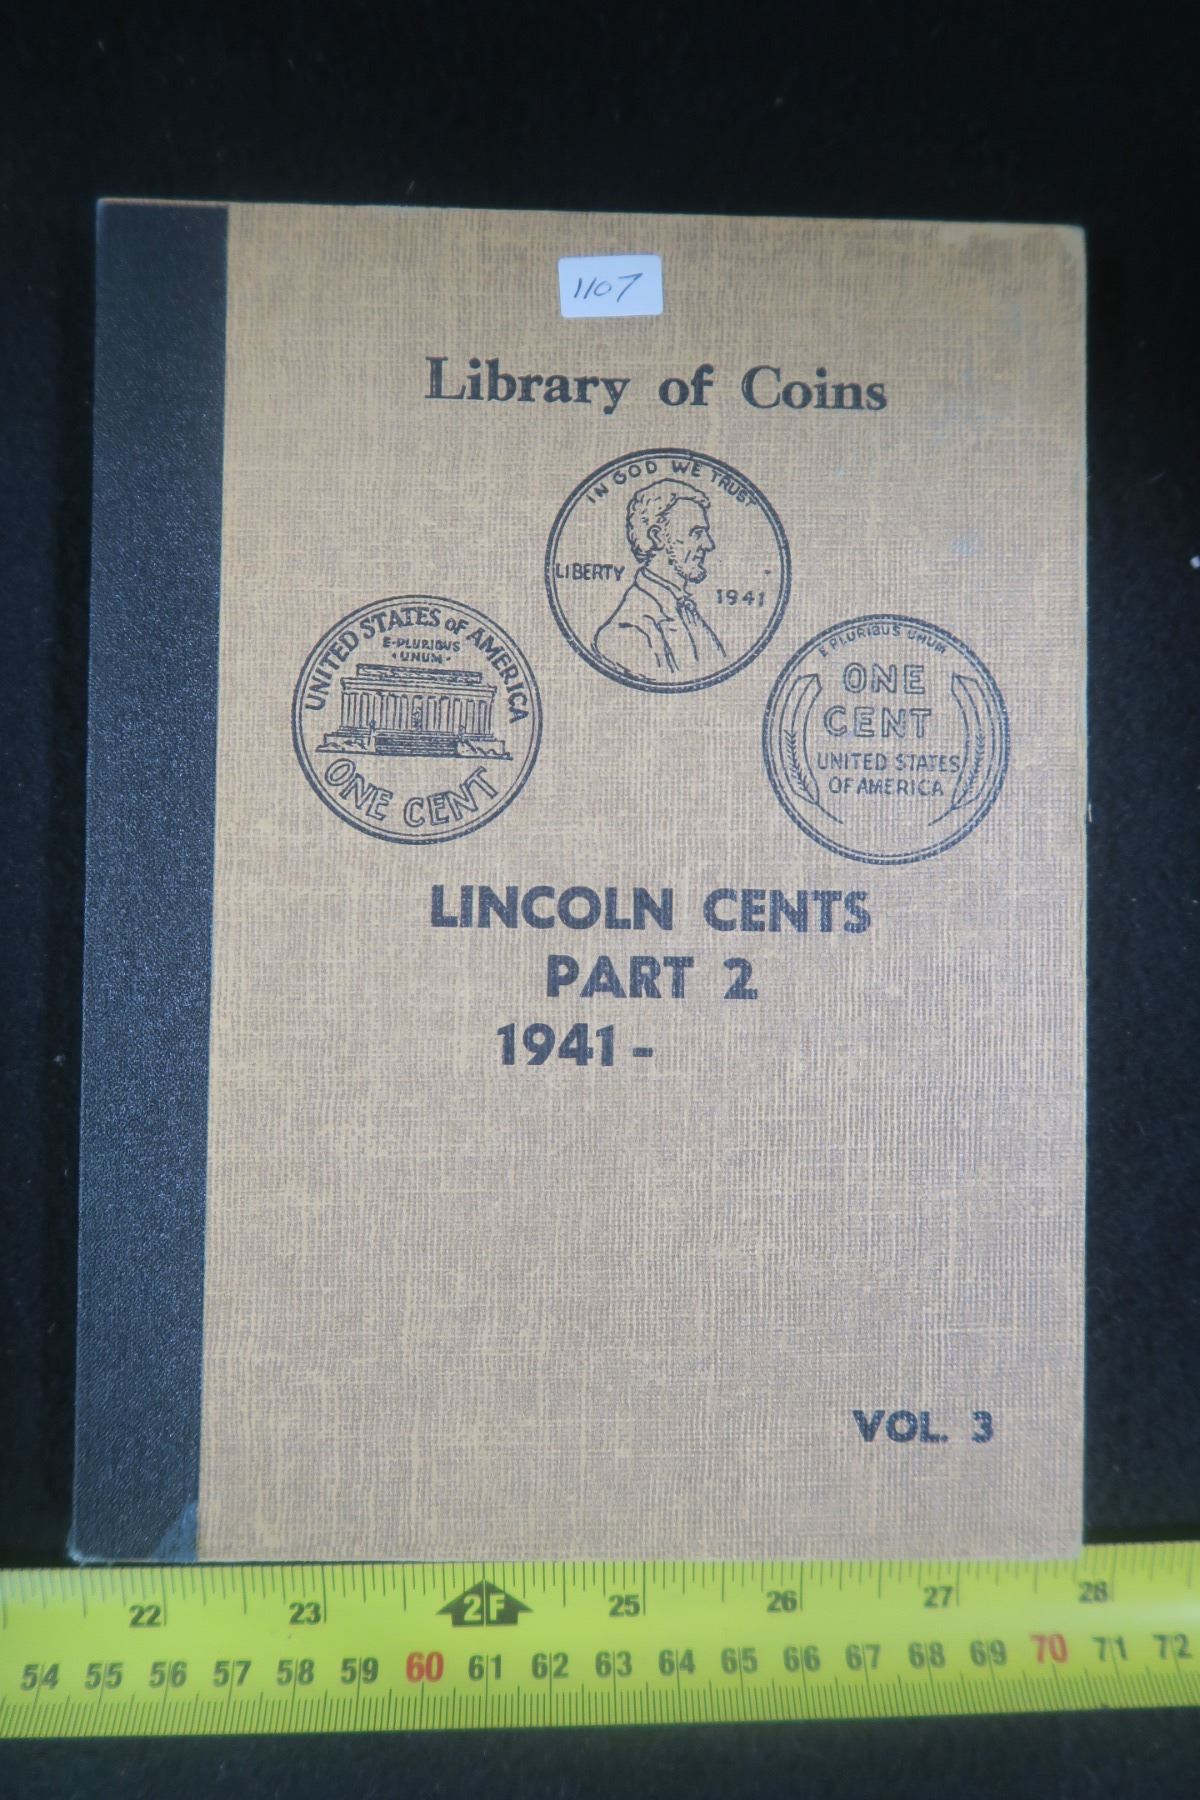 1107
Library of Coins
IN GOD WE TRUST
LIBERTY
1941
UNITED STATES OF AMERICA
E·PLURIBUS
·UNUM·
ONE CENT
E PLURIBUS UNUM
ONE
CENT
UNITED STATES
OF AMERICA
LINCOLN CENTS
PART 2
1941-
VOL. 3
22 23 2F 25 26 27 28
54 55 56 57 58 59 60 61 62 63 64 65 66 67 68 69 70 71 72